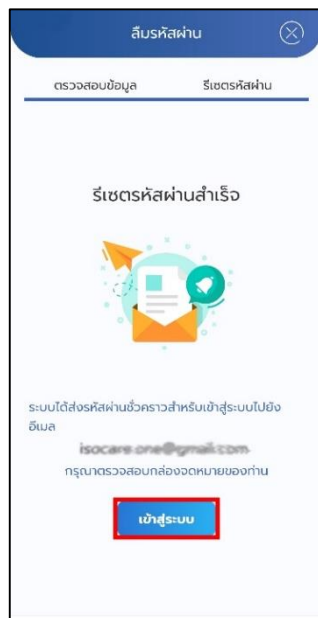 ลืมรหัสผ่าน
ตรวจสอบข้อมูล รีเซตรหัสผ่าน
รีเซตรหัสผ่านสำเร็จ
ระบบได้ส่งรหัสผ่านชั่วคราวสำหรับเข้าสู่ระบบไปยัง
อีเมล
กรุณาตรวจสอบกล่องจดหมายของท่าน
เข้าสู่ระบบ